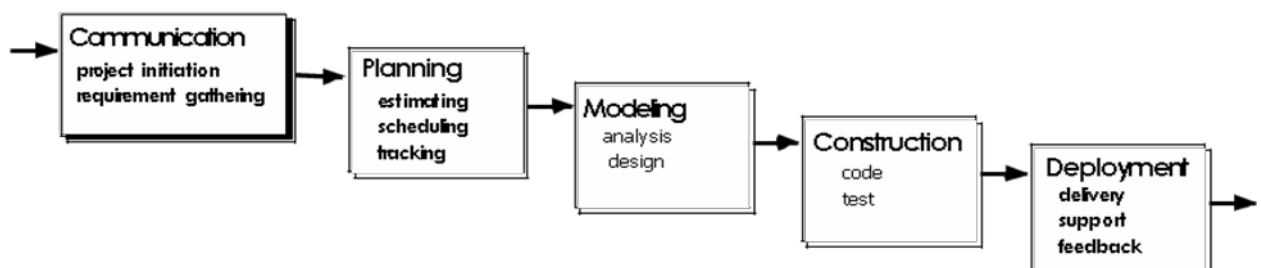 Communication
project initiation
requirement gathering
Planning
estimating
scheduling
tracking
Modeling
analysis
design
Construction
code
test
Deployment
delivery
support
feedback